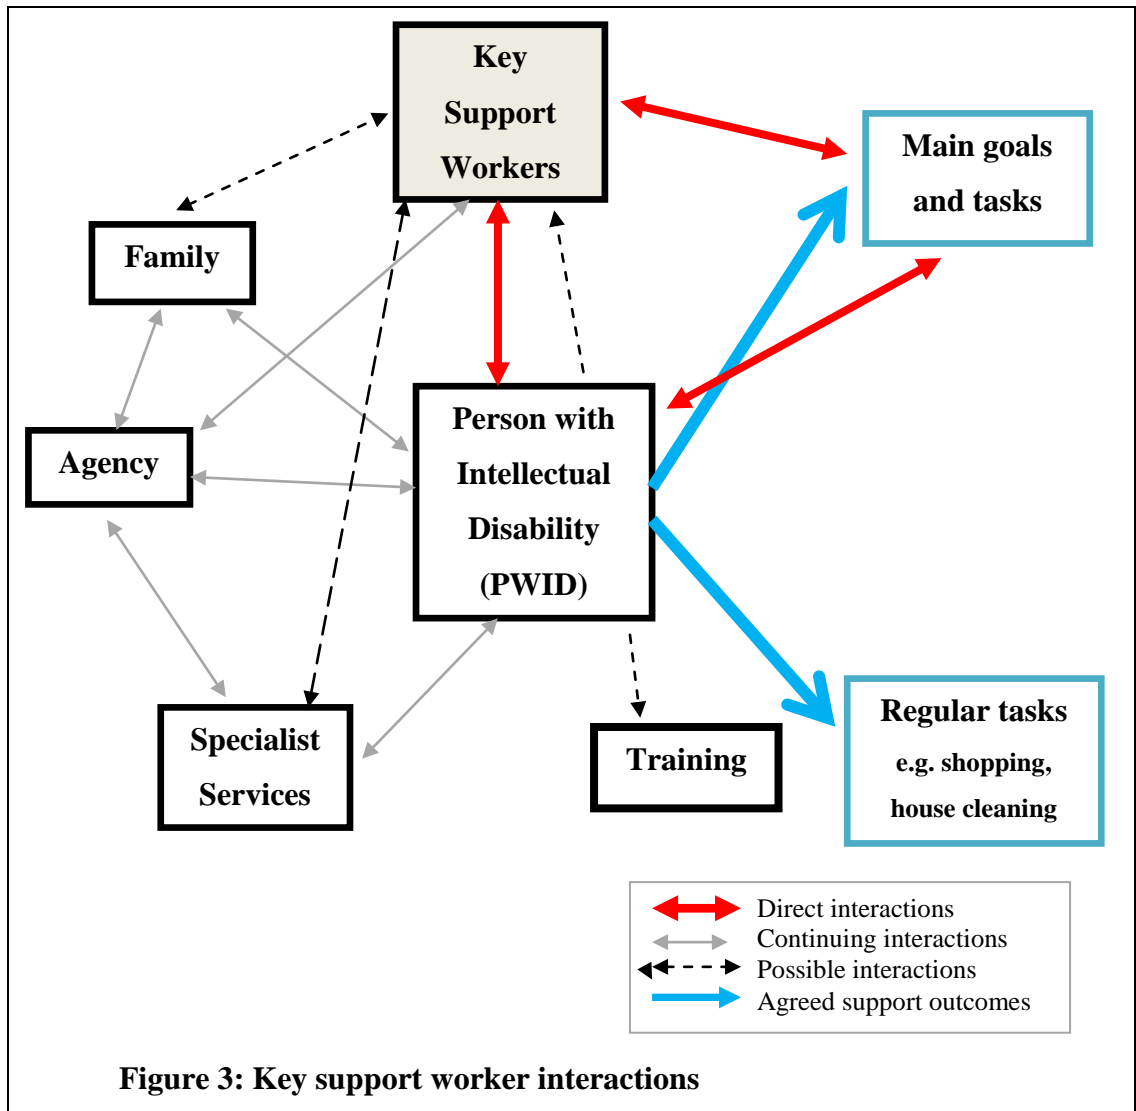 Key
Support
Workers
Main goals
and tasks
Family
Person with
Intellectual
Disability
(PWID)
Agency
Specialist
Services
Training
Regular tasks
e.g. shopping,
house cleaning
Direct interactions
Continuing interactions
Possible interactions
Agreed support outcomes
Figure 3: Key support worker interactions